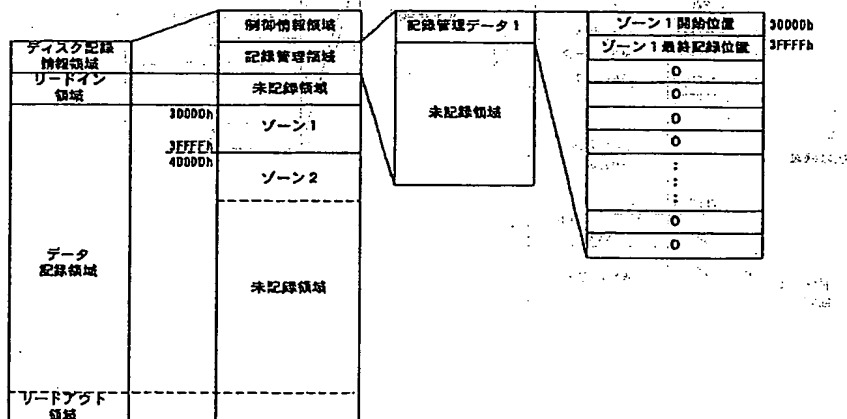 ディスク記録
情報領域
リードイン
領域
データ
記録領域
リードアウト
領域
制御情報領域
記録管理領域
未記録領域
30000h
ゾーン1
3FFFFh
40000h
ゾーン2
未記録領域
記録管理データ1
未記録領域
ゾーン1開始位置
30000h
ゾーン1最終記録位置
3FFFFh
0
0
0
0
⋮
0
0